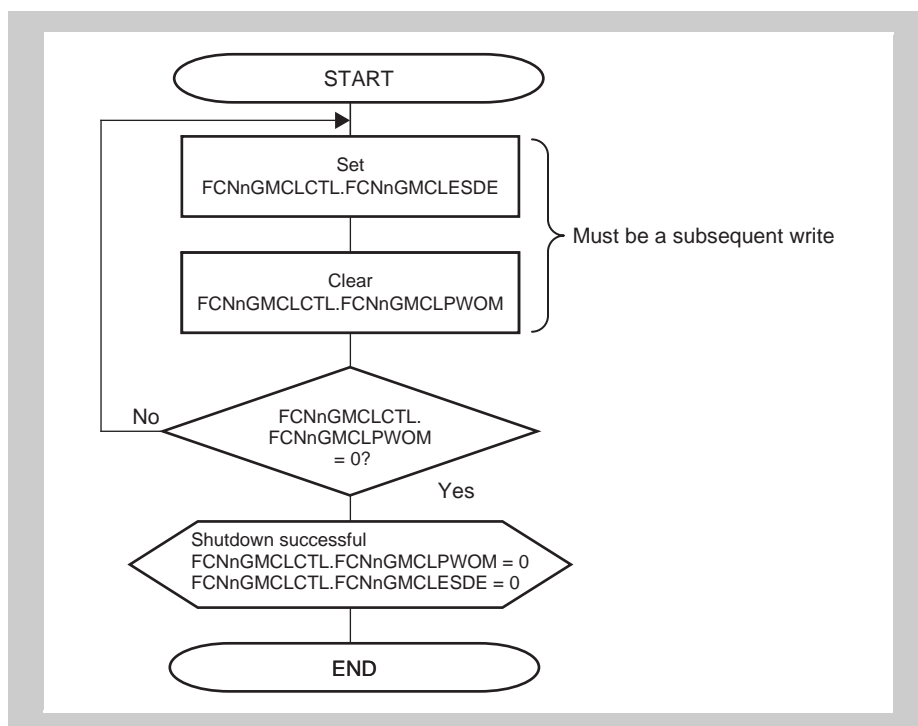 START
Set
FCNnGMCLCTL.FCNnGMCLESDE
Must be a subsequent write
Clear
FCNnGMCLCTL.FCNnGMCLPWOM
No
FCNnGMCLCTL.
FCNnGMCLPWOM
= 0?
Yes
Shutdown successful
FCNnGMCLCTL.FCNnGMCLPWOM = 0
FCNnGMCLCTL.FCNnGMCLESDE = 0
END